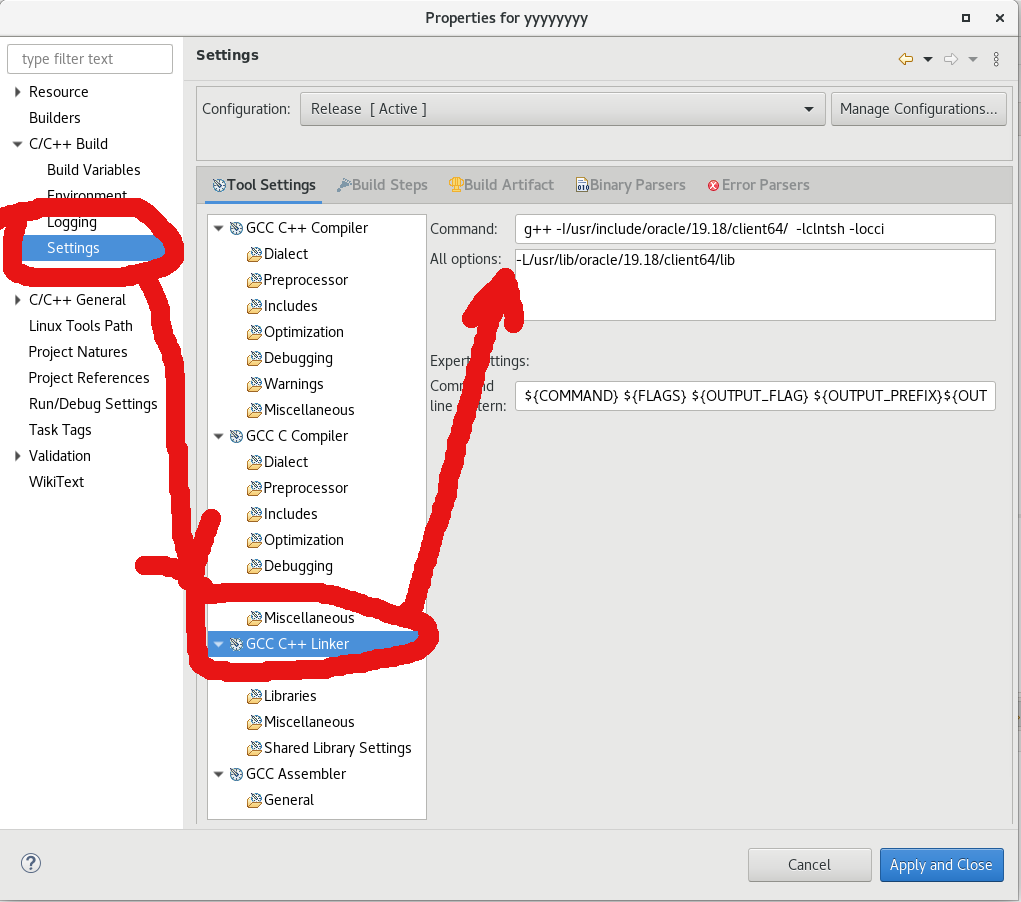 Properties for yyyyyyyy
type filter text
Settings
Resource
Builders
C/C++ Build
Build Variables
Environment
Logging
Settings
C/C++ General
Linux Tools Path
Project Natures
Project References
Run/Debug Settings
Task Tags
Validation
WikiText
Configuration:
Release [ Active ]
Manage Configurations...
Tool Settings
Build Steps
Build Artifact
Binary Parsers
Error Parsers
GCC C++ Compiler
Dialect
Preprocessor
Includes
Optimization
Debugging
Warnings
Miscellaneous
GCC C Compiler
Dialect
Preprocessor
Includes
Optimization
Debugging
Miscellaneous
GCC C++ Linker
Libraries
Miscellaneous
Shared Library Settings
GCC Assembler
General
Command:
g++ -I/usr/include/oracle/19.18/client64/ -lclntsh -locci
All options:
-L/usr/lib/oracle/19.18/client64/lib
Expert settings:
Command
line pattern:
${COMMAND} ${FLAGS} ${OUTPUT_FLAG} ${OUTPUT_PREFIX}${OUT
Cancel
Apply and Close